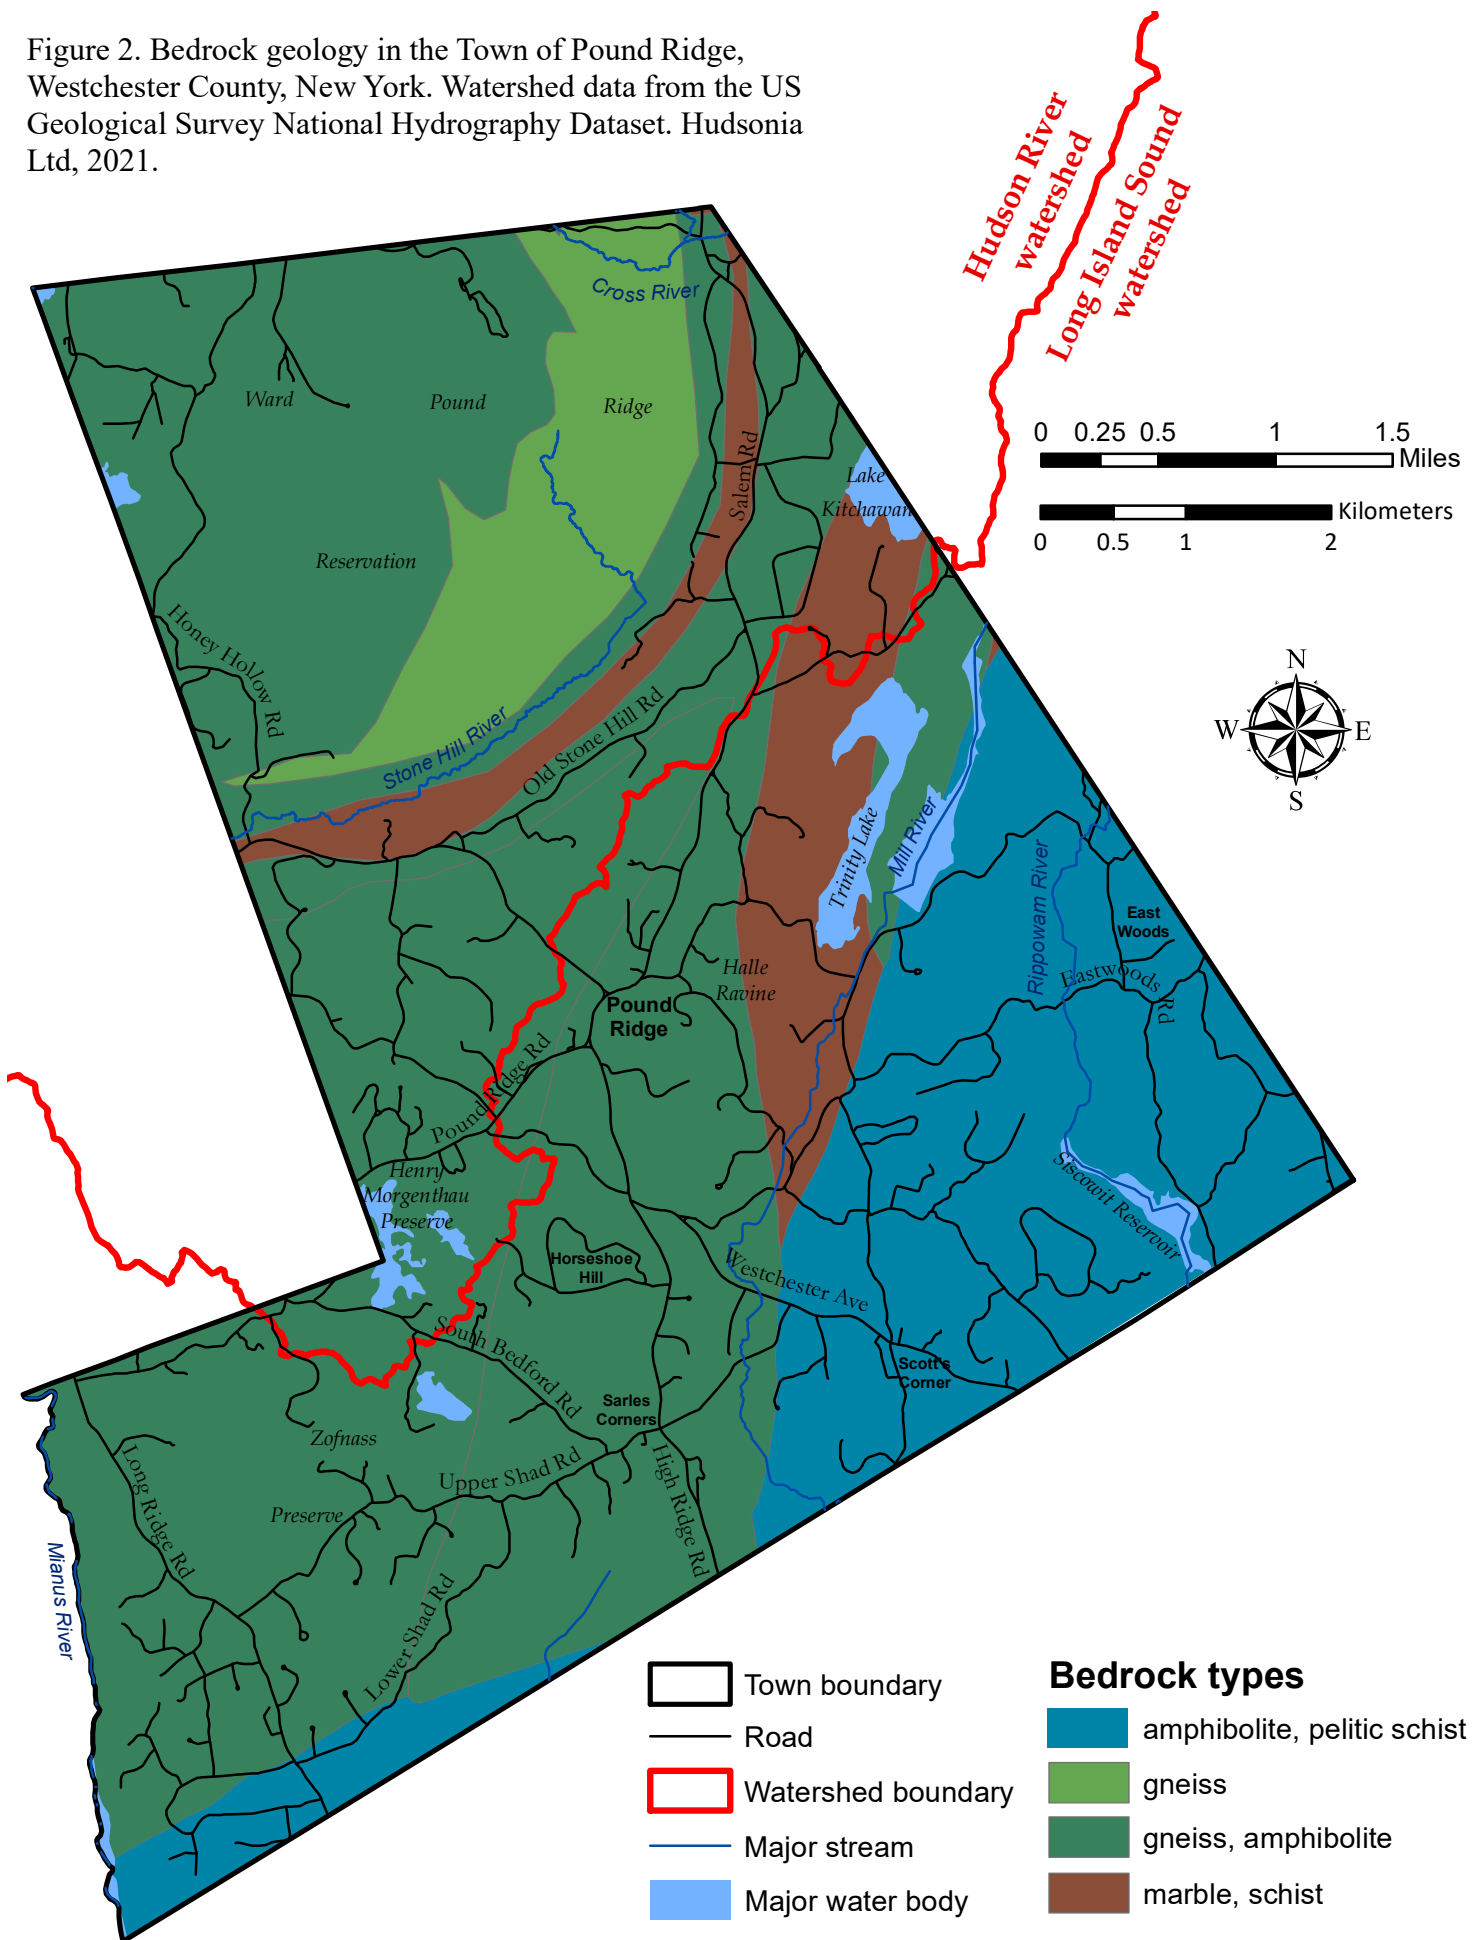 Figure 2. Bedrock geology in the Town of Pound Ridge,
Westchester County, New York. Watershed data from the US
Geological Survey National Hydrography Dataset. Hudsonia
Ltd, 2021.
Hudson River
watershed
Long Island Sound
watershed
Cross River
Ward
Pound
Ridge
Reservation
Salem Rd
Lake
Kitchawan
0 0.25 0.5 1 1.5
Miles
Kilometers
0 0.5 1 2
Honey Hollow Rd
Stone Hill River
Old Stone Hill Rd
N
W
E
S
Trinity Lake
Mill River
Rippowam River
East
Woods
Eastwoods Rd
Halle
Ravine
Pound
Ridge
Pound Ridge Rd
Henry
Morgenthau
Preserve
Siscowit Reservoir
Horseshoe
Hill
Westchester Ave
South Bedford Rd
Scott's
Corner
Sarles
Corners
Zofnass
Preserve
Long Ridge Rd
Upper Shad Rd
High Ridge Rd
Mianus River
Lower Shad Rd
Town boundary
Road
Watershed boundary
Major stream
Major water body
Bedrock types
amphibolite, pelitic schist
gneiss
gneiss, amphibolite
marble, schist